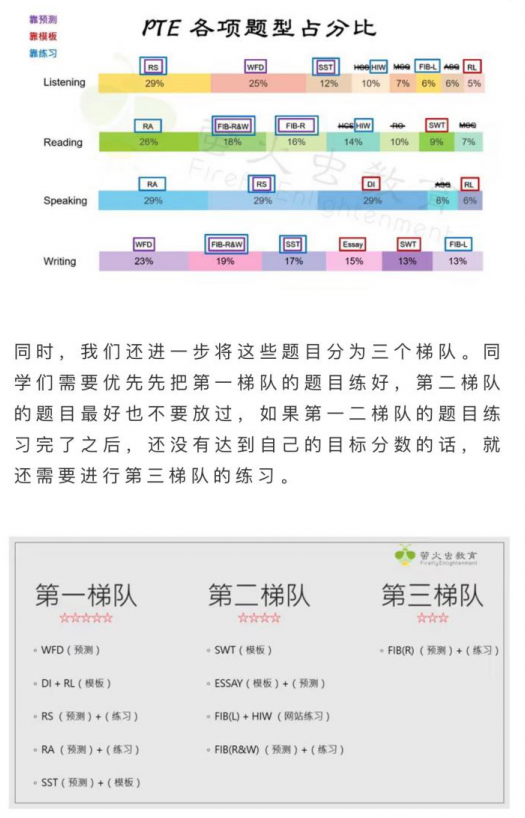 靠预测
靠模板
靠练习
PTE 各项题型占分比
RS WFD SST HCS HIW MCQ FIB-L ASQ RL
Listening 29% 25% 12% 10% 7% 6% 6% 5%
RA FIB-R&W FIB-R HCS HIW RO SWT MCQ
Reading 26% 18% 16% 14% 10% 9% 7%
RA RS DI ASQ RL
Speaking 29% 29% 29% 6% 6%
WFD FIB-R&W SST Essay SWT FIB-L
Writing 23% 19% 17% 15% 13% 13%
萤火虫教育
Firefly Enlightenment
同时，我们还进一步将这些题目分为三个梯队。同
学们需要优先先把第一梯队的题目练好，第二梯队
的题目最好也不要放过，如果第一二梯队的题目练
习完了之后，还没有达到自己的目标分数的话，就
还需要进行第三梯队的练习。
萤火虫教育
FireflyEnlightenment
第一梯队 第二梯队 第三梯队
☆☆☆☆☆ ☆☆☆☆ ☆☆☆
WFD（预测） SWT（模板） FIB(R)（预测）+（练习）
DI + RL（模板） ESSAY（模板）+（预测）
RS（预测）+（练习） FIB(L) + HIW（网站练习）
RA（预测）+（练习） FIB(R&W)（预测）+（练习）
SST（预测）+（模板）